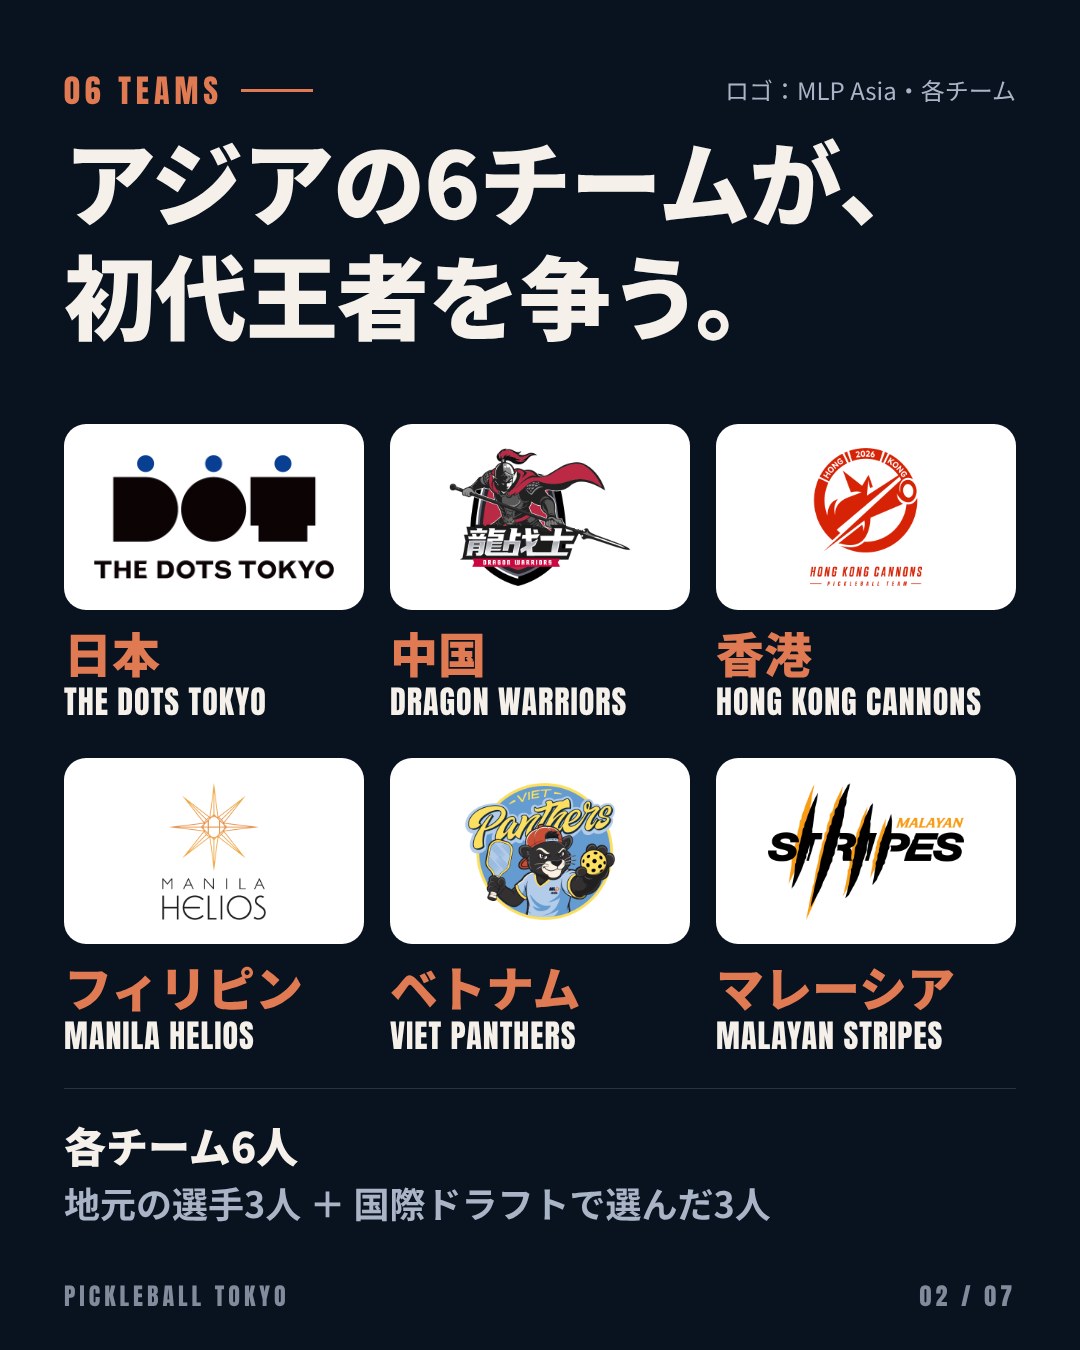 06 TEAMS
ロゴ：MLP Asia・各チーム
アジアの6チームが、
初代王者を争う。
THE DOTS TOKYO
龍战士
DRAGON WARRIORS
HONG 2026 KONG
HONG KONG CANNONS
PICKLEBALL TEAM
日本
THE DOTS TOKYO
中国
DRAGON WARRIORS
香港
HONG KONG CANNONS
MANILA
HELIOS
VIET
Panthers
MALAYAN
STRIPES
フィリピン
MANILA HELIOS
ベトナム
VIET PANTHERS
マレーシア
MALAYAN STRIPES
各チーム6人
地元の選手3人 ＋ 国際ドラフトで選んだ3人
PICKLEBALL TOKYO
02 / 07